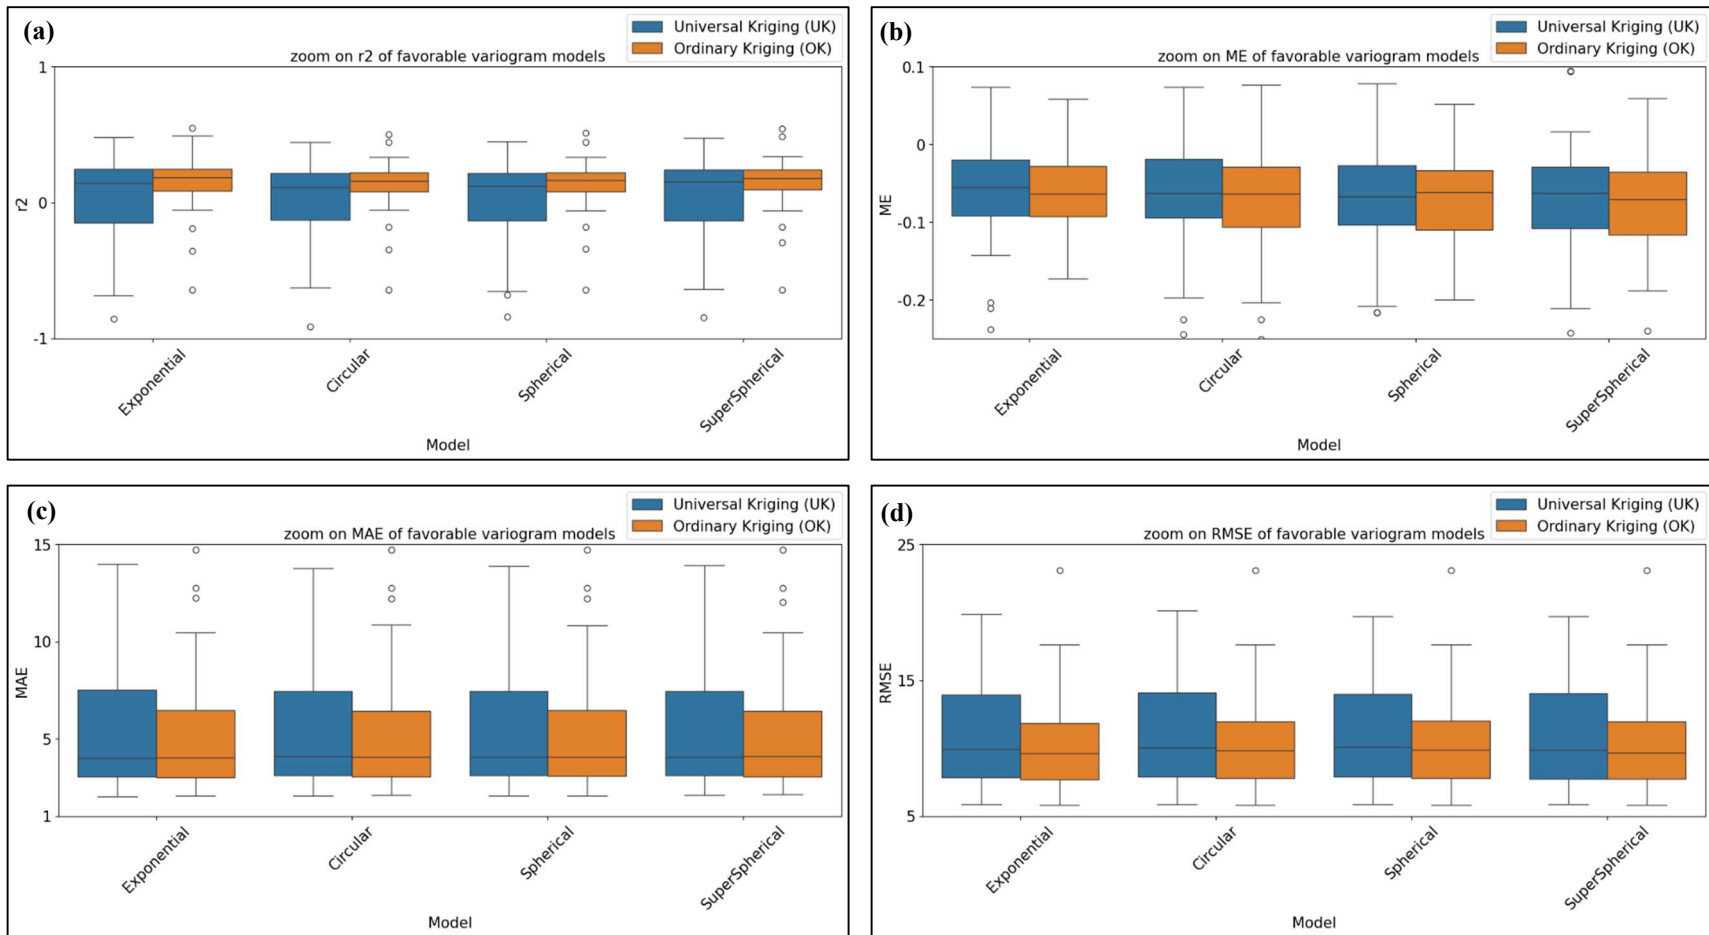 (a)
Universal Kriging (UK)
Ordinary Kriging (OK)
zoom on r2 of favorable variogram models
1
0
-1
r2
Exponential
Circular
Spherical
SuperSpherical
Model
(b)
Universal Kriging (UK)
Ordinary Kriging (OK)
zoom on ME of favorable variogram models
0.1
0
-0.1
-0.2
ME
Exponential
Circular
Spherical
SuperSpherical
Model
(c)
Universal Kriging (UK)
Ordinary Kriging (OK)
zoom on MAE of favorable variogram models
15
10
5
1
MAE
Exponential
Circular
Spherical
SuperSpherical
Model
(d)
Universal Kriging (UK)
Ordinary Kriging (OK)
zoom on RMSE of favorable variogram models
25
15
5
RMSE
Exponential
Circular
Spherical
SuperSpherical
Model